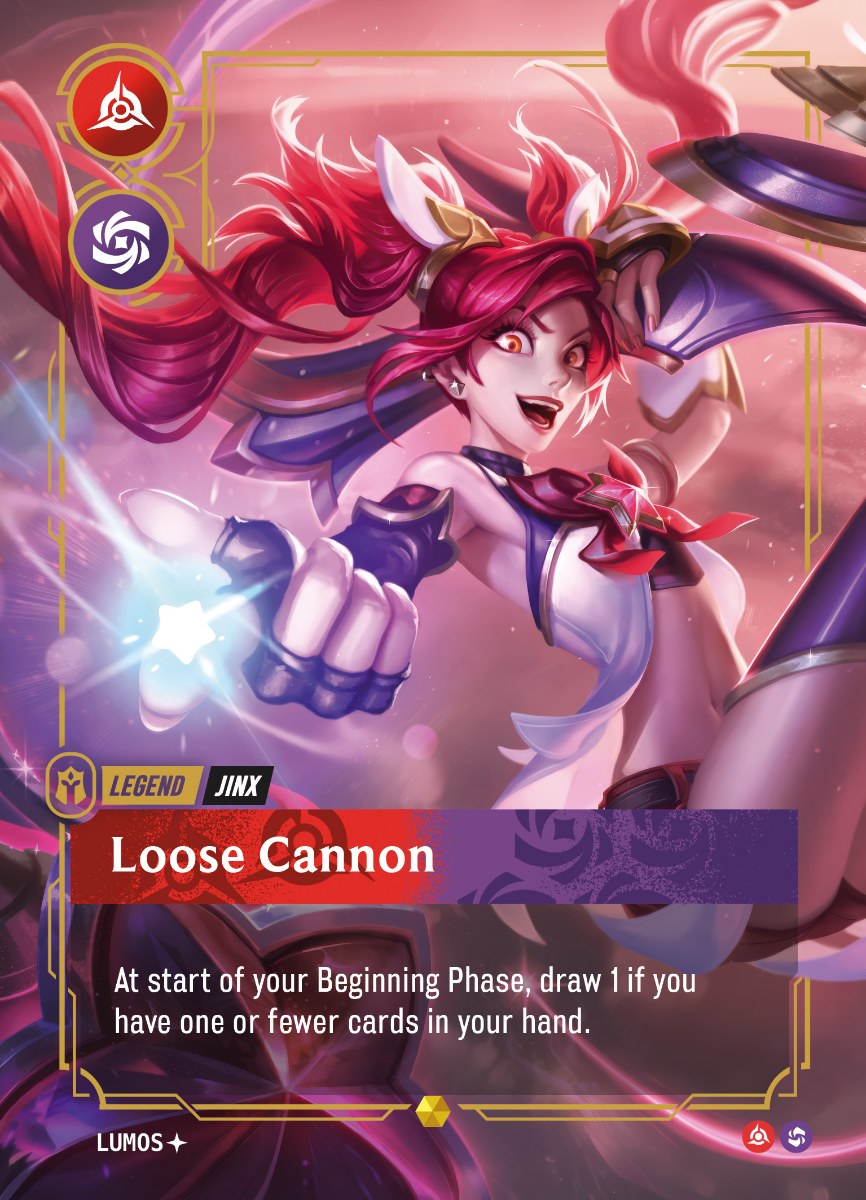 LEGEND JINX
Loose Cannon
At start of your Beginning Phase, draw 1 if you
have one or fewer cards in your hand.
LUMOS